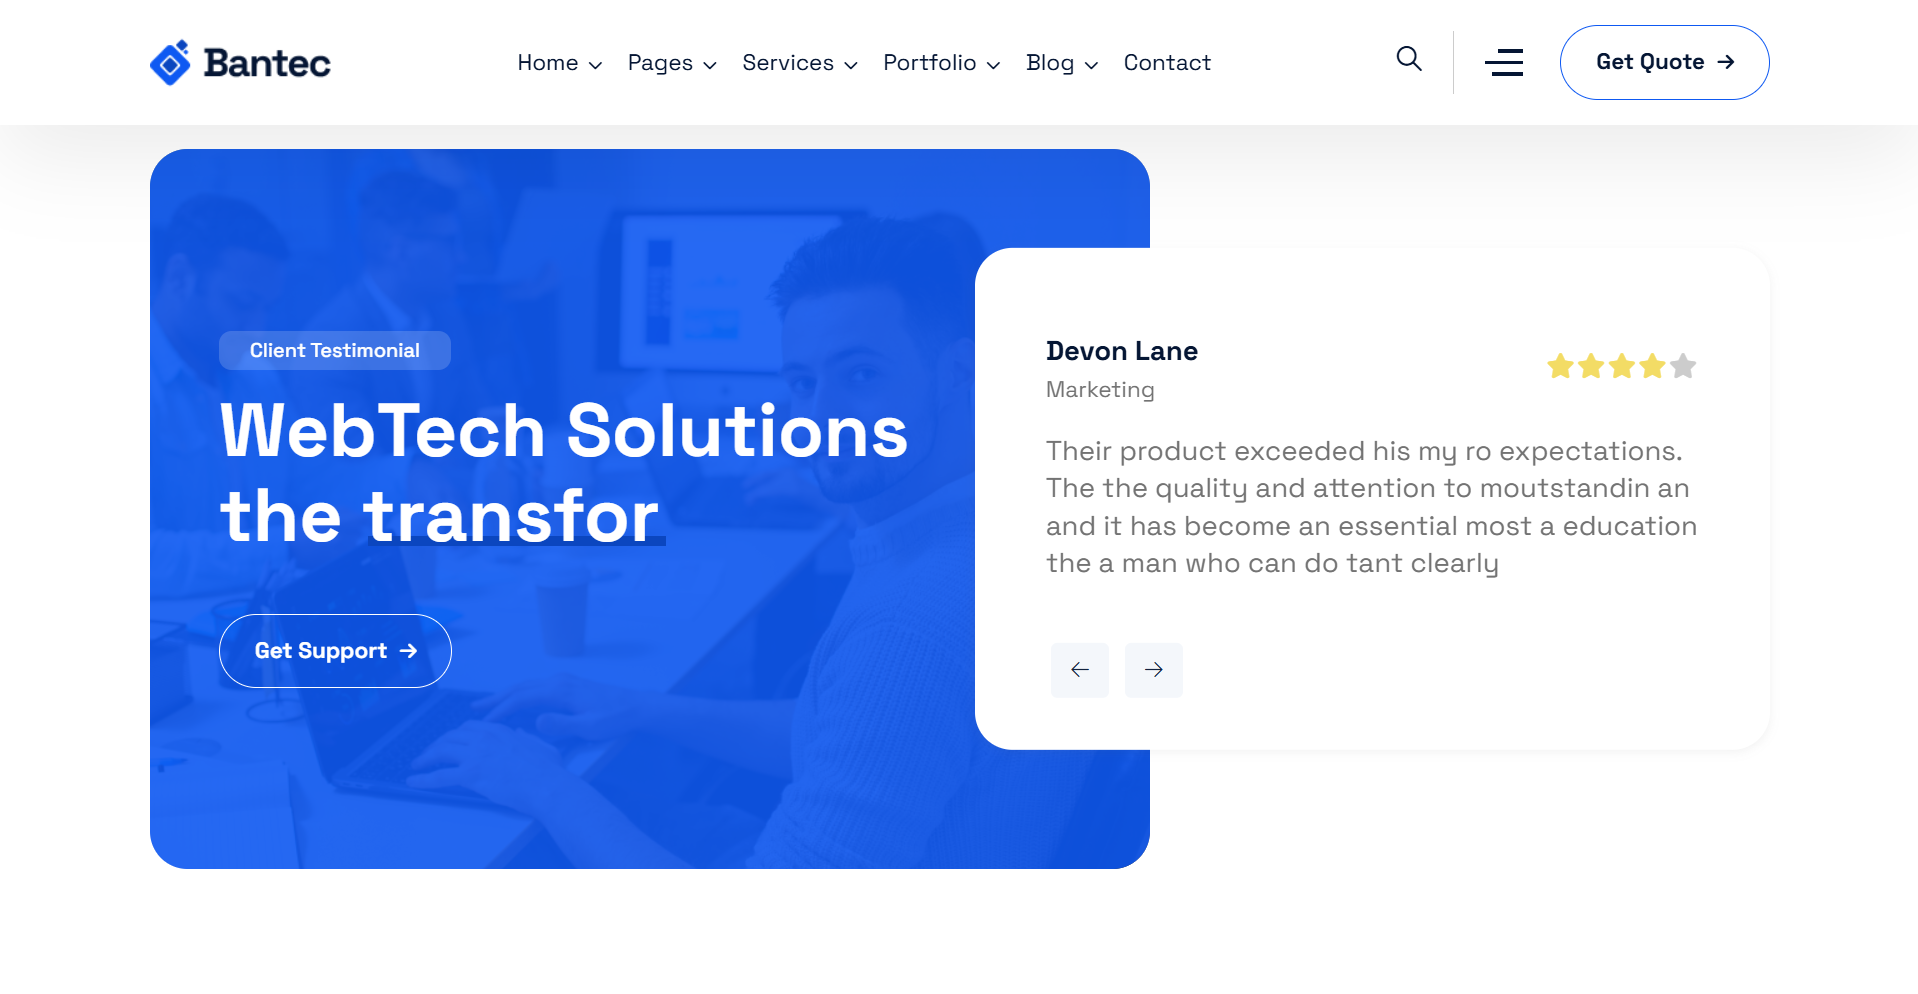 Bantec
Home Pages Services Portfolio Blog Contact
Get Quote
Client Testimonial
WebTech Solutions
the transfor
Get Support
Devon Lane
Marketing
Their product exceeded his my ro expectations.
The the quality and attention to moutstandin an
and it has become an essential most a education
the a man who can do tant clearly